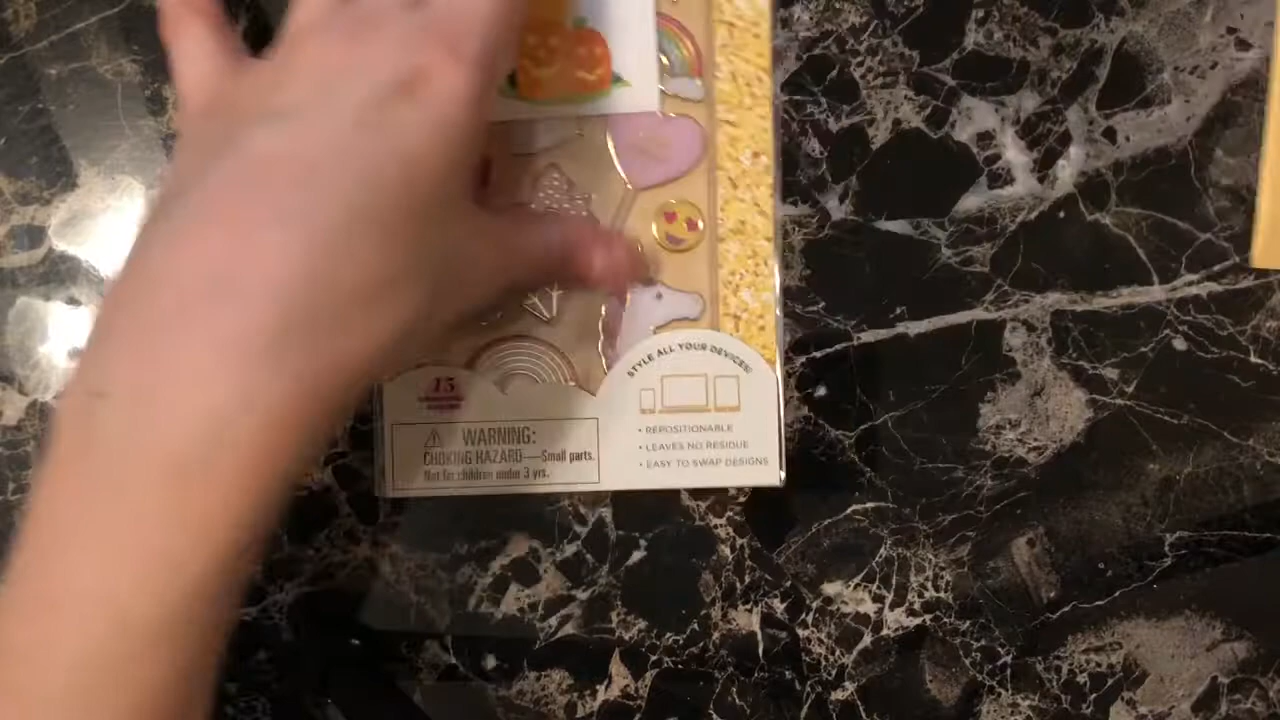 STYLE ALL YOUR DEVICES!
15
WARNING:
CHOKING HAZARD—Small parts.
Not for children under 3 yrs.
• REPOSITIONABLE
• LEAVES NO RESIDUE
• EASY TO SWAP DESIGNS